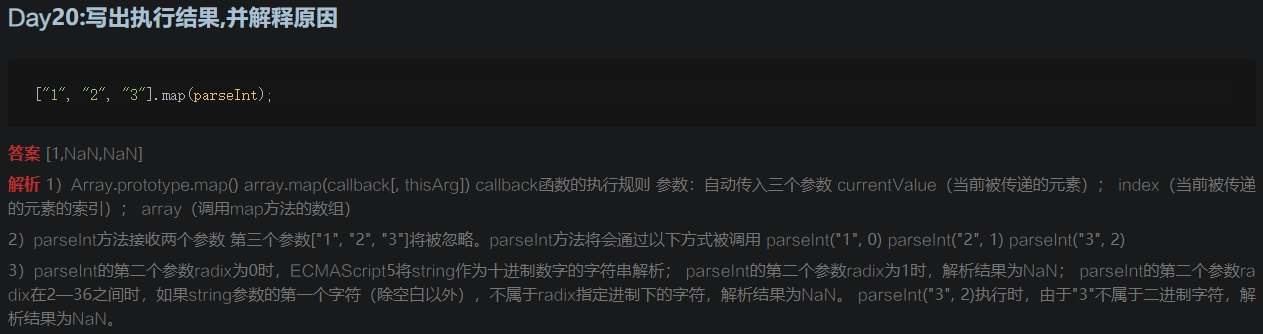 Day20:写出执行结果,并解释原因
["1", "2", "3"].map(parseInt);
答案 [1,NaN,NaN]
解析 1）Array.prototype.map() array.map(callback[, thisArg]) callback函数的执行规则 参数：自动传入三个参数 currentValue（当前被传递的元素）； index（当前被传递
的元素的索引）； array（调用map方法的数组）
2）parseInt方法接收两个参数 第三个参数["1", "2", "3"]将被忽略。parseInt方法将会通过以下方式被调用 parseInt("1", 0) parseInt("2", 1) parseInt("3", 2)
3）parseInt的第二个参数radix为0时，ECMAScript5将string作为十进制数字的字符串解析； parseInt的第二个参数radix为1时，解析结果为NaN； parseInt的第二个参数ra
dix在2—36之间时，如果string参数的第一个字符（除空白以外），不属于radix指定进制下的字符，解析结果为NaN。 parseInt("3", 2)执行时，由于"3"不属于二进制字符，解
析结果为NaN。